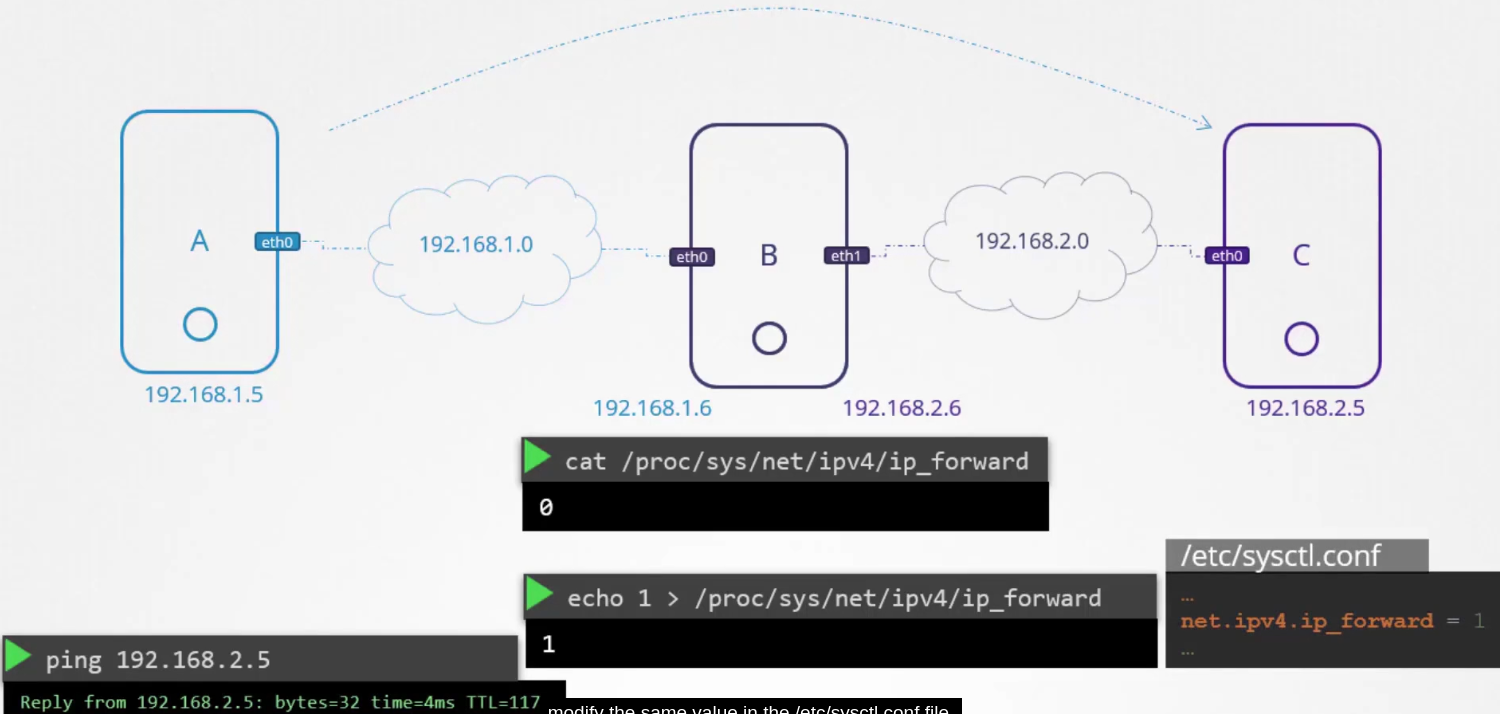 A
eth0
192.168.1.0
eth0
B
eth1
192.168.2.0
eth0
C
192.168.1.5
192.168.1.6
192.168.2.6
192.168.2.5
cat /proc/sys/net/ipv4/ip_forward
0
echo 1 > /proc/sys/net/ipv4/ip_forward
1
/etc/sysctl.conf
…
net.ipv4.ip_forward = 1
…
ping 192.168.2.5
Reply from 192.168.2.5: bytes=32 time=4ms TTL=117
modify the same value in the /etc/sysctl.conf file.